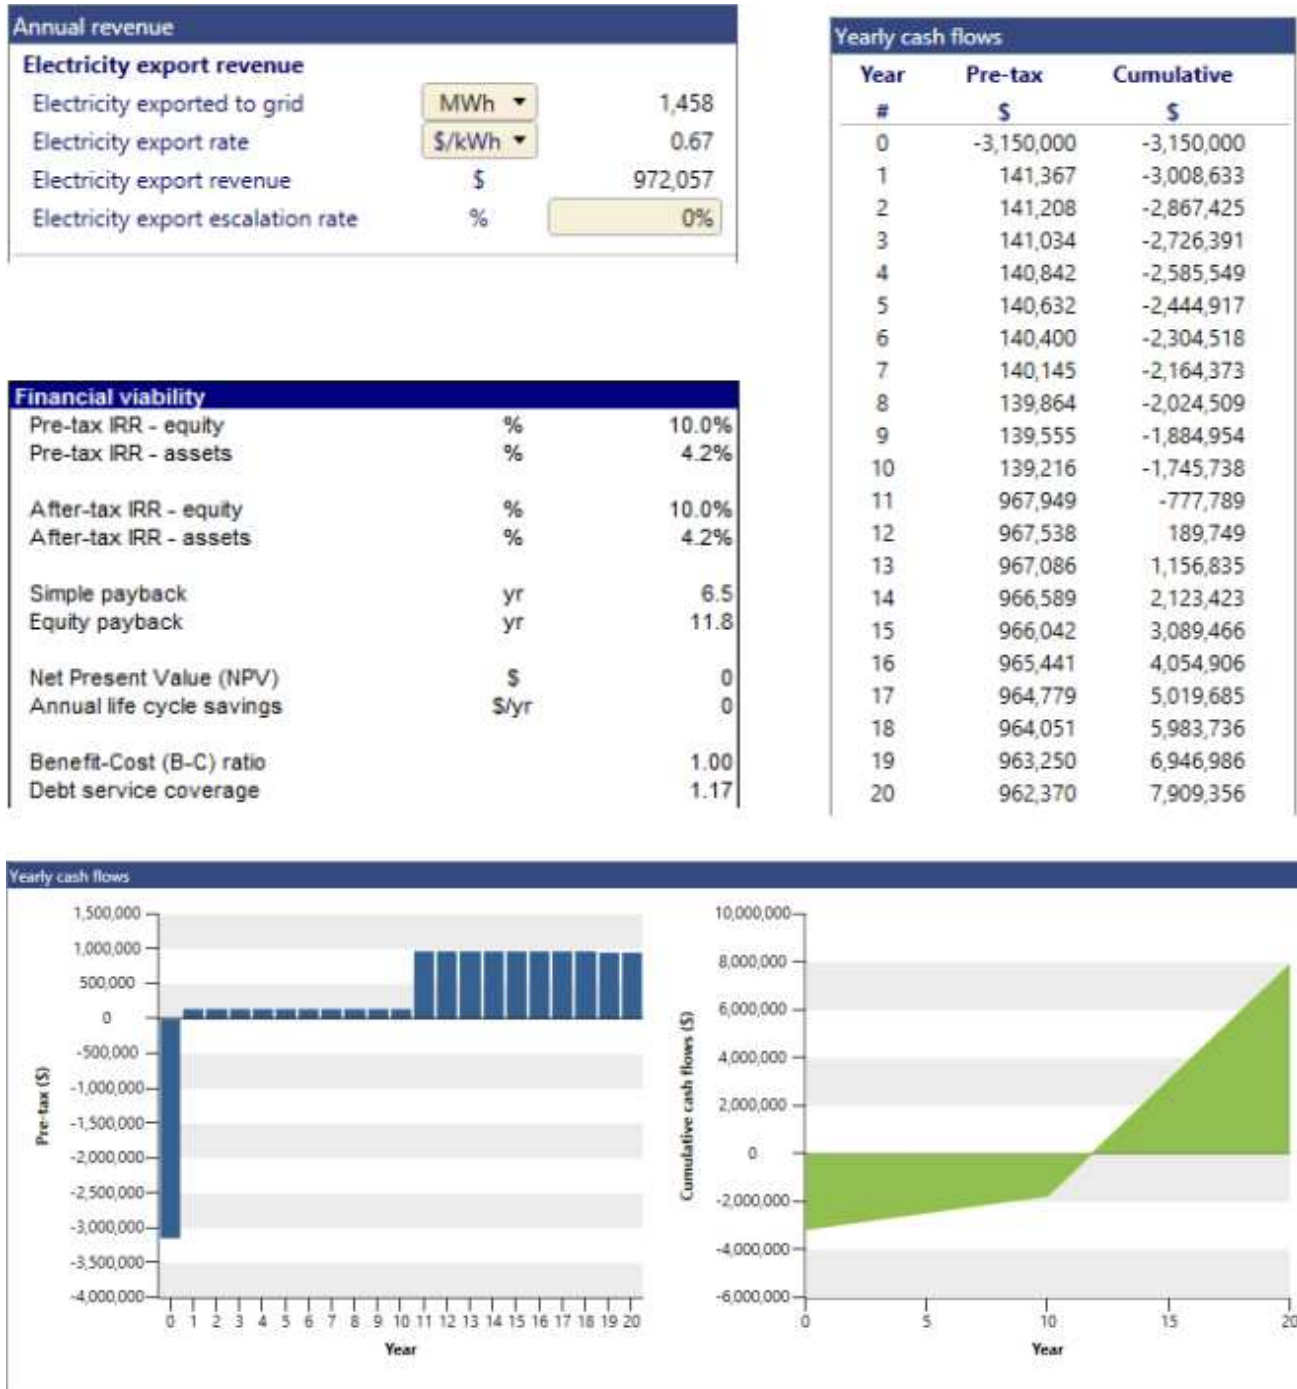 Annual revenue
Electricity export revenue
Electricity exported to grid MWh 1,458
Electricity export rate $/kWh 0.67
Electricity export revenue $ 972,057
Electricity export escalation rate % 0%
Financial viability
Pre-tax IRR - equity % 10.0%
Pre-tax IRR - assets % 4.2%
After-tax IRR - equity % 10.0%
After-tax IRR - assets % 4.2%
Simple payback yr 6.5
Equity payback yr 11.8
Net Present Value (NPV) $ 0
Annual life cycle savings $/yr 0
Benefit-Cost (B-C) ratio 1.00
Debt service coverage 1.17
Yearly cash flows
Year Pre-tax Cumulative
# $ $
0 -3,150,000 -3,150,000
1 141,367 -3,008,633
2 141,208 -2,867,425
3 141,034 -2,726,391
4 140,842 -2,585,549
5 140,632 -2,444,917
6 140,400 -2,304,518
7 140,145 -2,164,373
8 139,864 -2,024,509
9 139,555 -1,884,954
10 139,216 -1,745,738
11 967,949 -777,789
12 967,538 189,749
13 967,086 1,156,835
14 966,589 2,123,423
15 966,042 3,089,466
16 965,441 4,054,906
17 964,779 5,019,685
18 964,051 5,983,736
19 963,250 6,946,986
20 962,370 7,909,356
Yearly cash flows
Pre-tax ($)
1,500,000
1,000,000
500,000
0
-500,000
-1,000,000
-1,500,000
-2,000,000
-2,500,000
-3,000,000
-3,500,000
-4,000,000
0 1 2 3 4 5 6 7 8 9 10 11 12 13 14 15 16 17 18 19 20
Year
Cumulative cash flows ($)
10,000,000
8,000,000
6,000,000
4,000,000
2,000,000
0
-2,000,000
-4,000,000
-6,000,000
0 5 10 15 20
Year